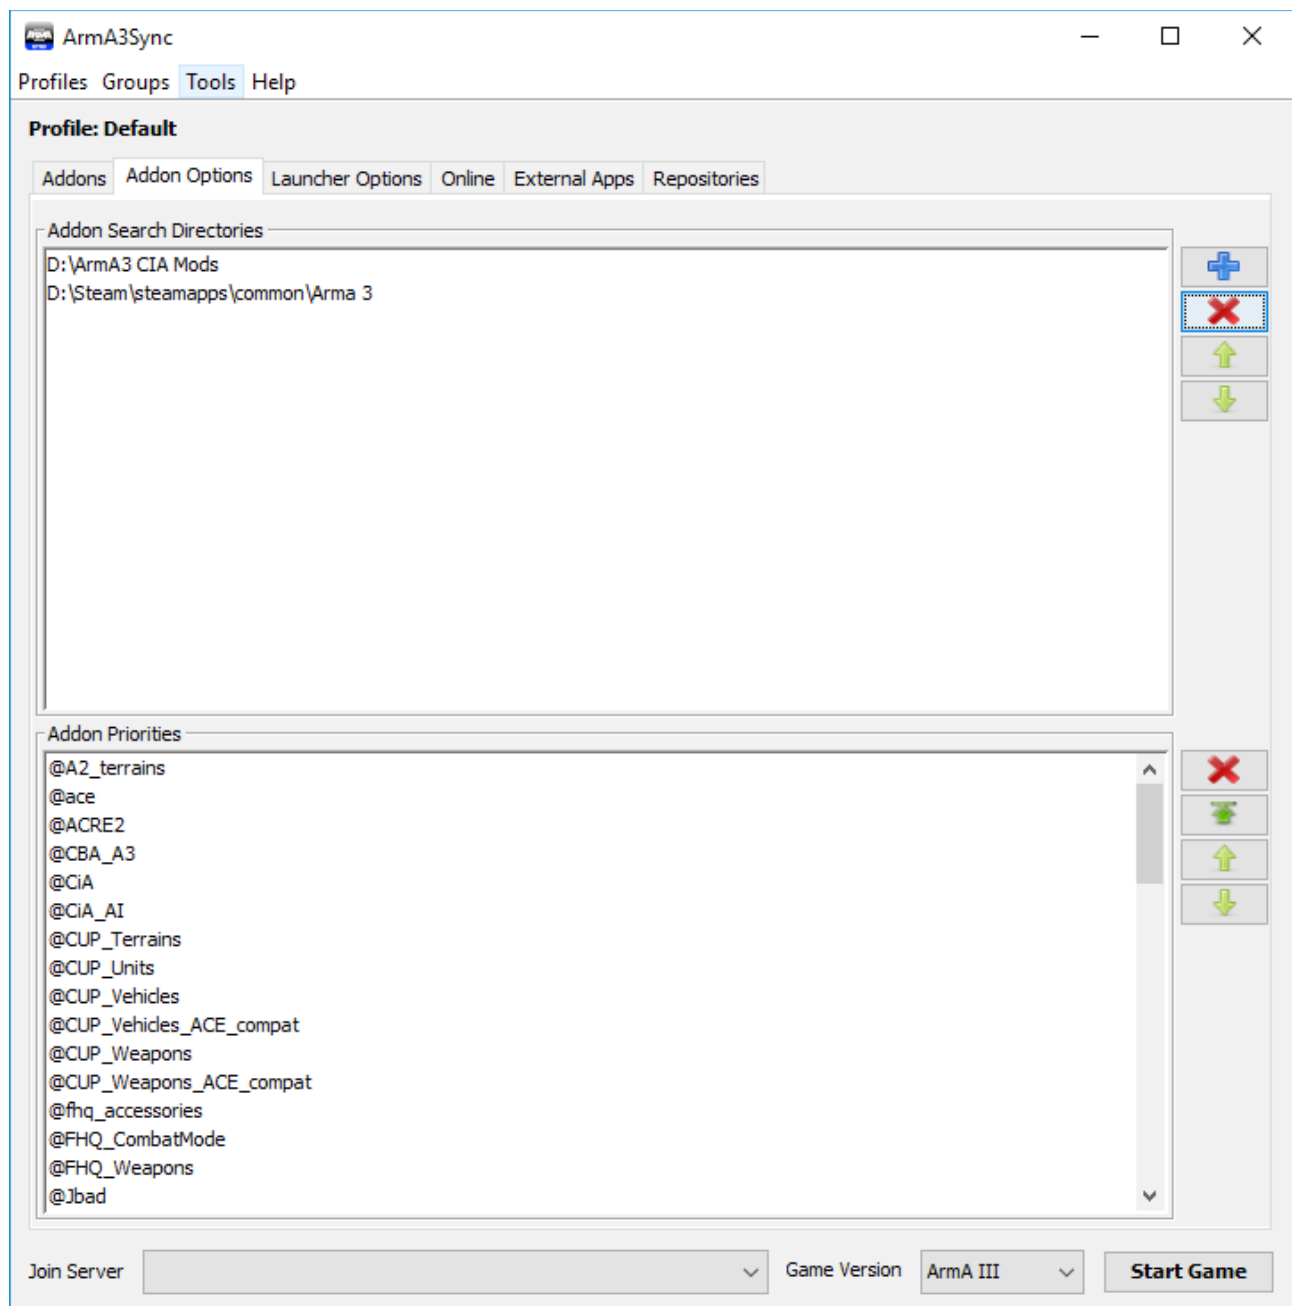 ArmA3Sync
Profiles Groups Tools Help
Profile: Default
Addons Addon Options Launcher Options Online External Apps Repositories
Addon Search Directories
D:\ArmA3 CIA Mods
D:\Steam\steamapps\common\Arma 3
Addon Priorities
@A2_terrains
@ace
@ACRE2
@CBA_A3
@CiA
@CiA_AI
@CUP_Terrains
@CUP_Units
@CUP_Vehicles
@CUP_Vehicles_ACE_compat
@CUP_Weapons
@CUP_Weapons_ACE_compat
@fhq_accessories
@FHQ_CombatMode
@FHQ_Weapons
@Jbad
Join Server Game Version ArmA III Start Game